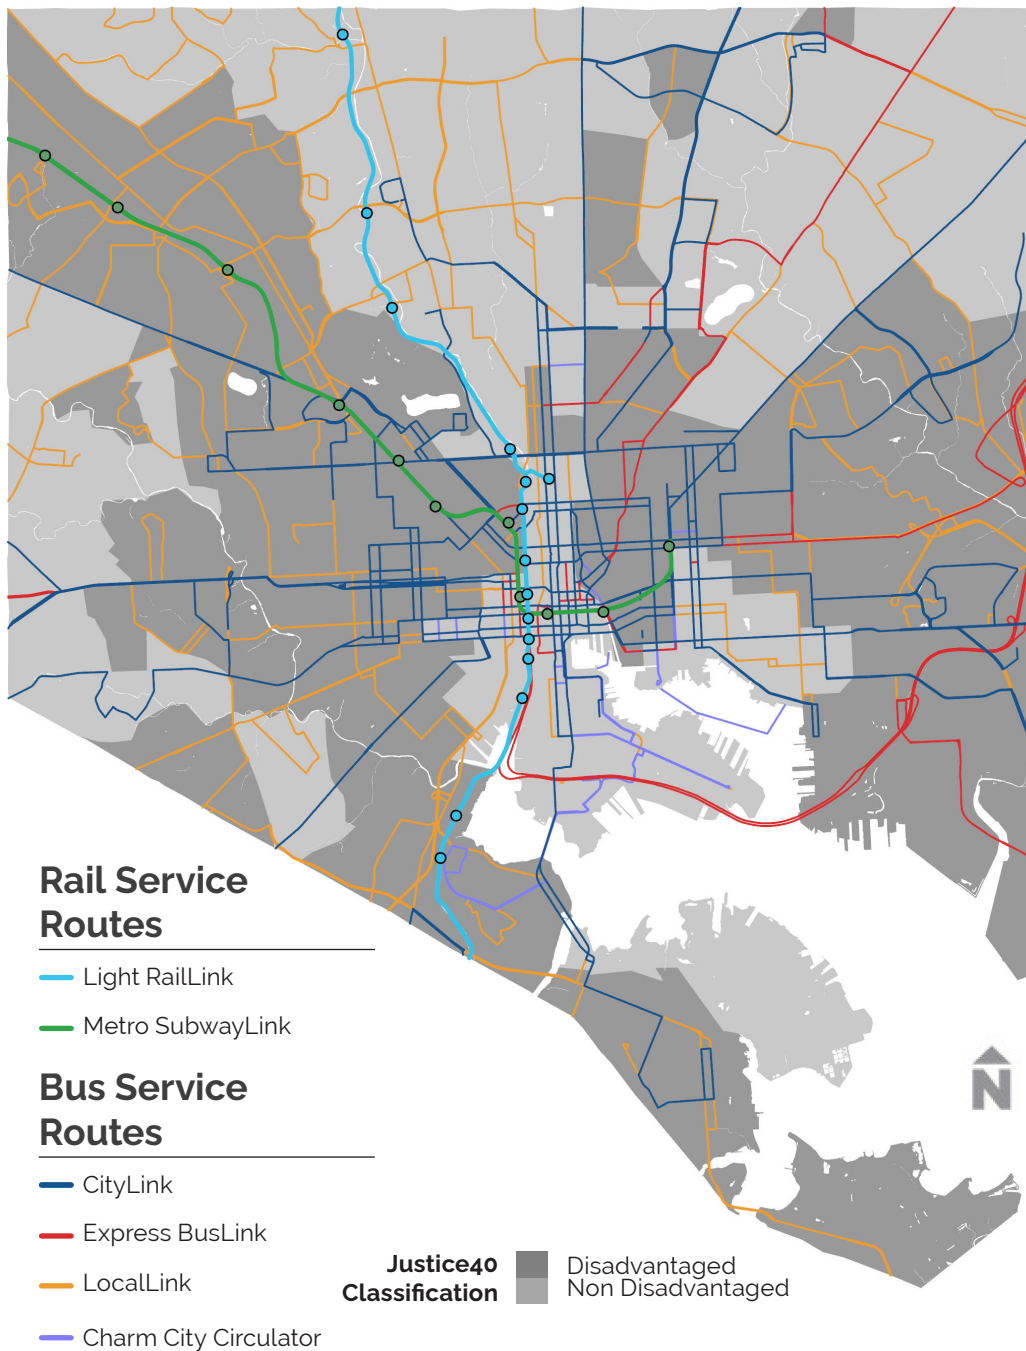 Rail Service
Routes
Light RailLink
Metro SubwayLink
Bus Service
Routes
CityLink
Express BusLink
LocalLink
Charm City Circulator
Justice40
Classification
Disadvantaged
Non Disadvantaged
N